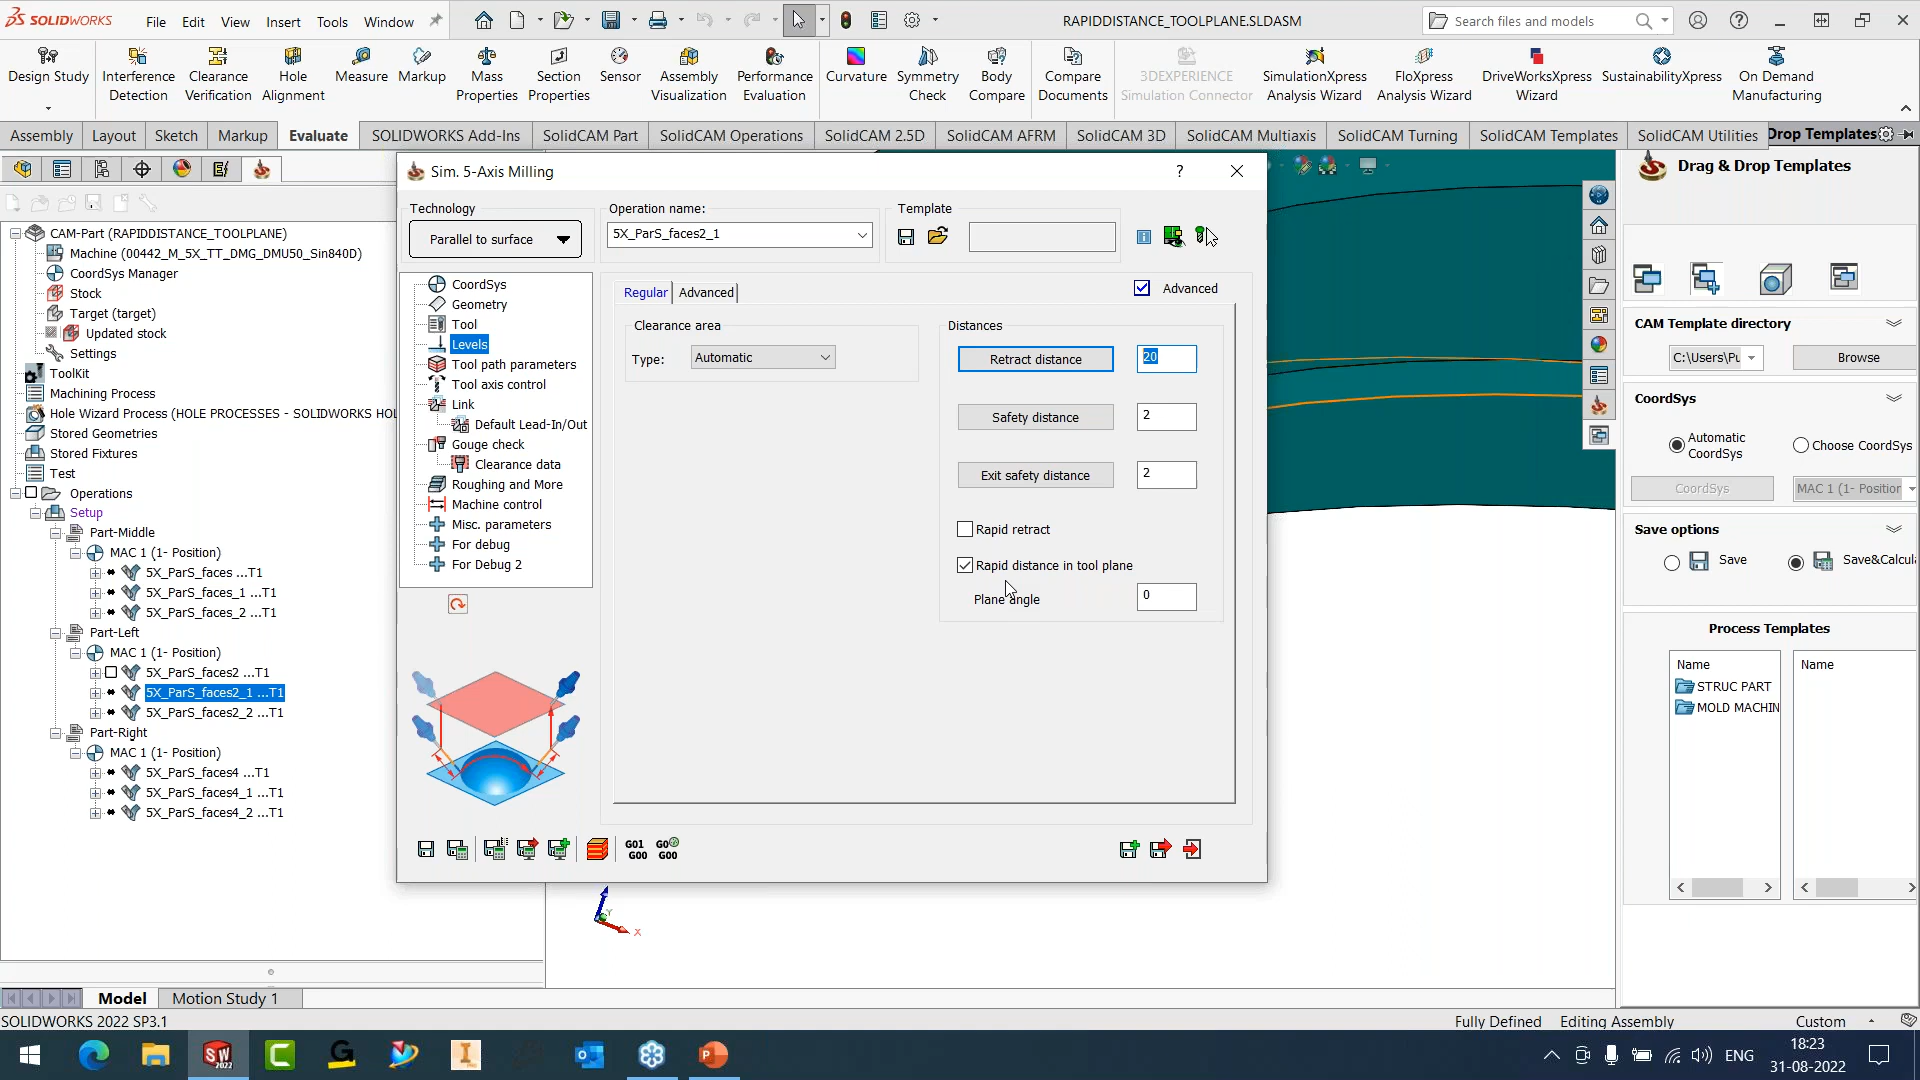 SOLIDWORKS
File
Edit
View
Insert
Tools
Window
RAPIDDISTANCE_TOOLPLANE.SLDASM
Search files and models
Design Study
Interference Detection
Clearance Verification
Hole Alignment
Measure
Markup
Mass Properties
Section Properties
Sensor
Assembly Visualization
Performance Evaluation
Curvature
Symmetry Check
Body Compare
Compare Documents
3DEXPERIENCE Simulation Connector
SimulationXpress Analysis Wizard
FloXpress Analysis Wizard
DriveWorksXpress Wizard
SustainabilityXpress
On Demand Manufacturing
Assembly
Layout
Sketch
Markup
Evaluate
SOLIDWORKS Add-Ins
SolidCAM Part
SolidCAM Operations
SolidCAM 2.5D
SolidCAM AFRM
SolidCAM 3D
SolidCAM Multiaxis
SolidCAM Turning
SolidCAM Templates
SolidCAM Utilities
Drop Templates
CAM-Part (RAPIDDISTANCE_TOOLPLANE)
Machine (00442_M_5X_TT_DMG_DMU50_Sin840D)
CoordSys Manager
Stock
Target (target)
Updated stock
Settings
ToolKit
Machining Process
Hole Wizard Process (HOLE PROCESSES - SOLIDWORKS HOL
Stored Geometries
Stored Fixtures
Test
Operations
Setup
Part-Middle
MAC 1 (1- Position)
5X_ParS_faces ...T1
5X_ParS_faces_1 ...T1
5X_ParS_faces_2 ...T1
Part-Left
MAC 1 (1- Position)
5X_ParS_faces2 ...T1
5X_ParS_faces2_1 ...T1
5X_ParS_faces2_2 ...T1
Part-Right
MAC 1 (1- Position)
5X_ParS_faces4 ...T1
5X_ParS_faces4_1 ...T1
5X_ParS_faces4_2 ...T1
Sim. 5-Axis Milling
?
Technology
Parallel to surface
Operation name:
5X_ParS_faces2_1
Template
CoordSys
Geometry
Tool
Levels
Tool path parameters
Tool axis control
Link
Default Lead-In/Out
Gouge check
Clearance data
Roughing and More
Machine control
Misc. parameters
For debug
For Debug 2
Regular
Advanced
Advanced
Clearance area
Type:
Automatic
Distances
Retract distance
20
Safety distance
2
Exit safety distance
2
Rapid retract
Rapid distance in tool plane
Plane angle
0
G01
G00
G0
G00
Y
X
Drag & Drop Templates
CAM Template directory
C:\Users\Pu
Browse
CoordSys
Automatic CoordSys
Choose CoordSys
CoordSys
MAC 1 (1- Position
Save options
Save
Save&Calcula
Process Templates
Name
Name
STRUC PART
MOLD MACHIN
Model
Motion Study 1
SOLIDWORKS 2022 SP3.1
Fully Defined
Editing Assembly
Custom
ENG
18:23
31-08-2022